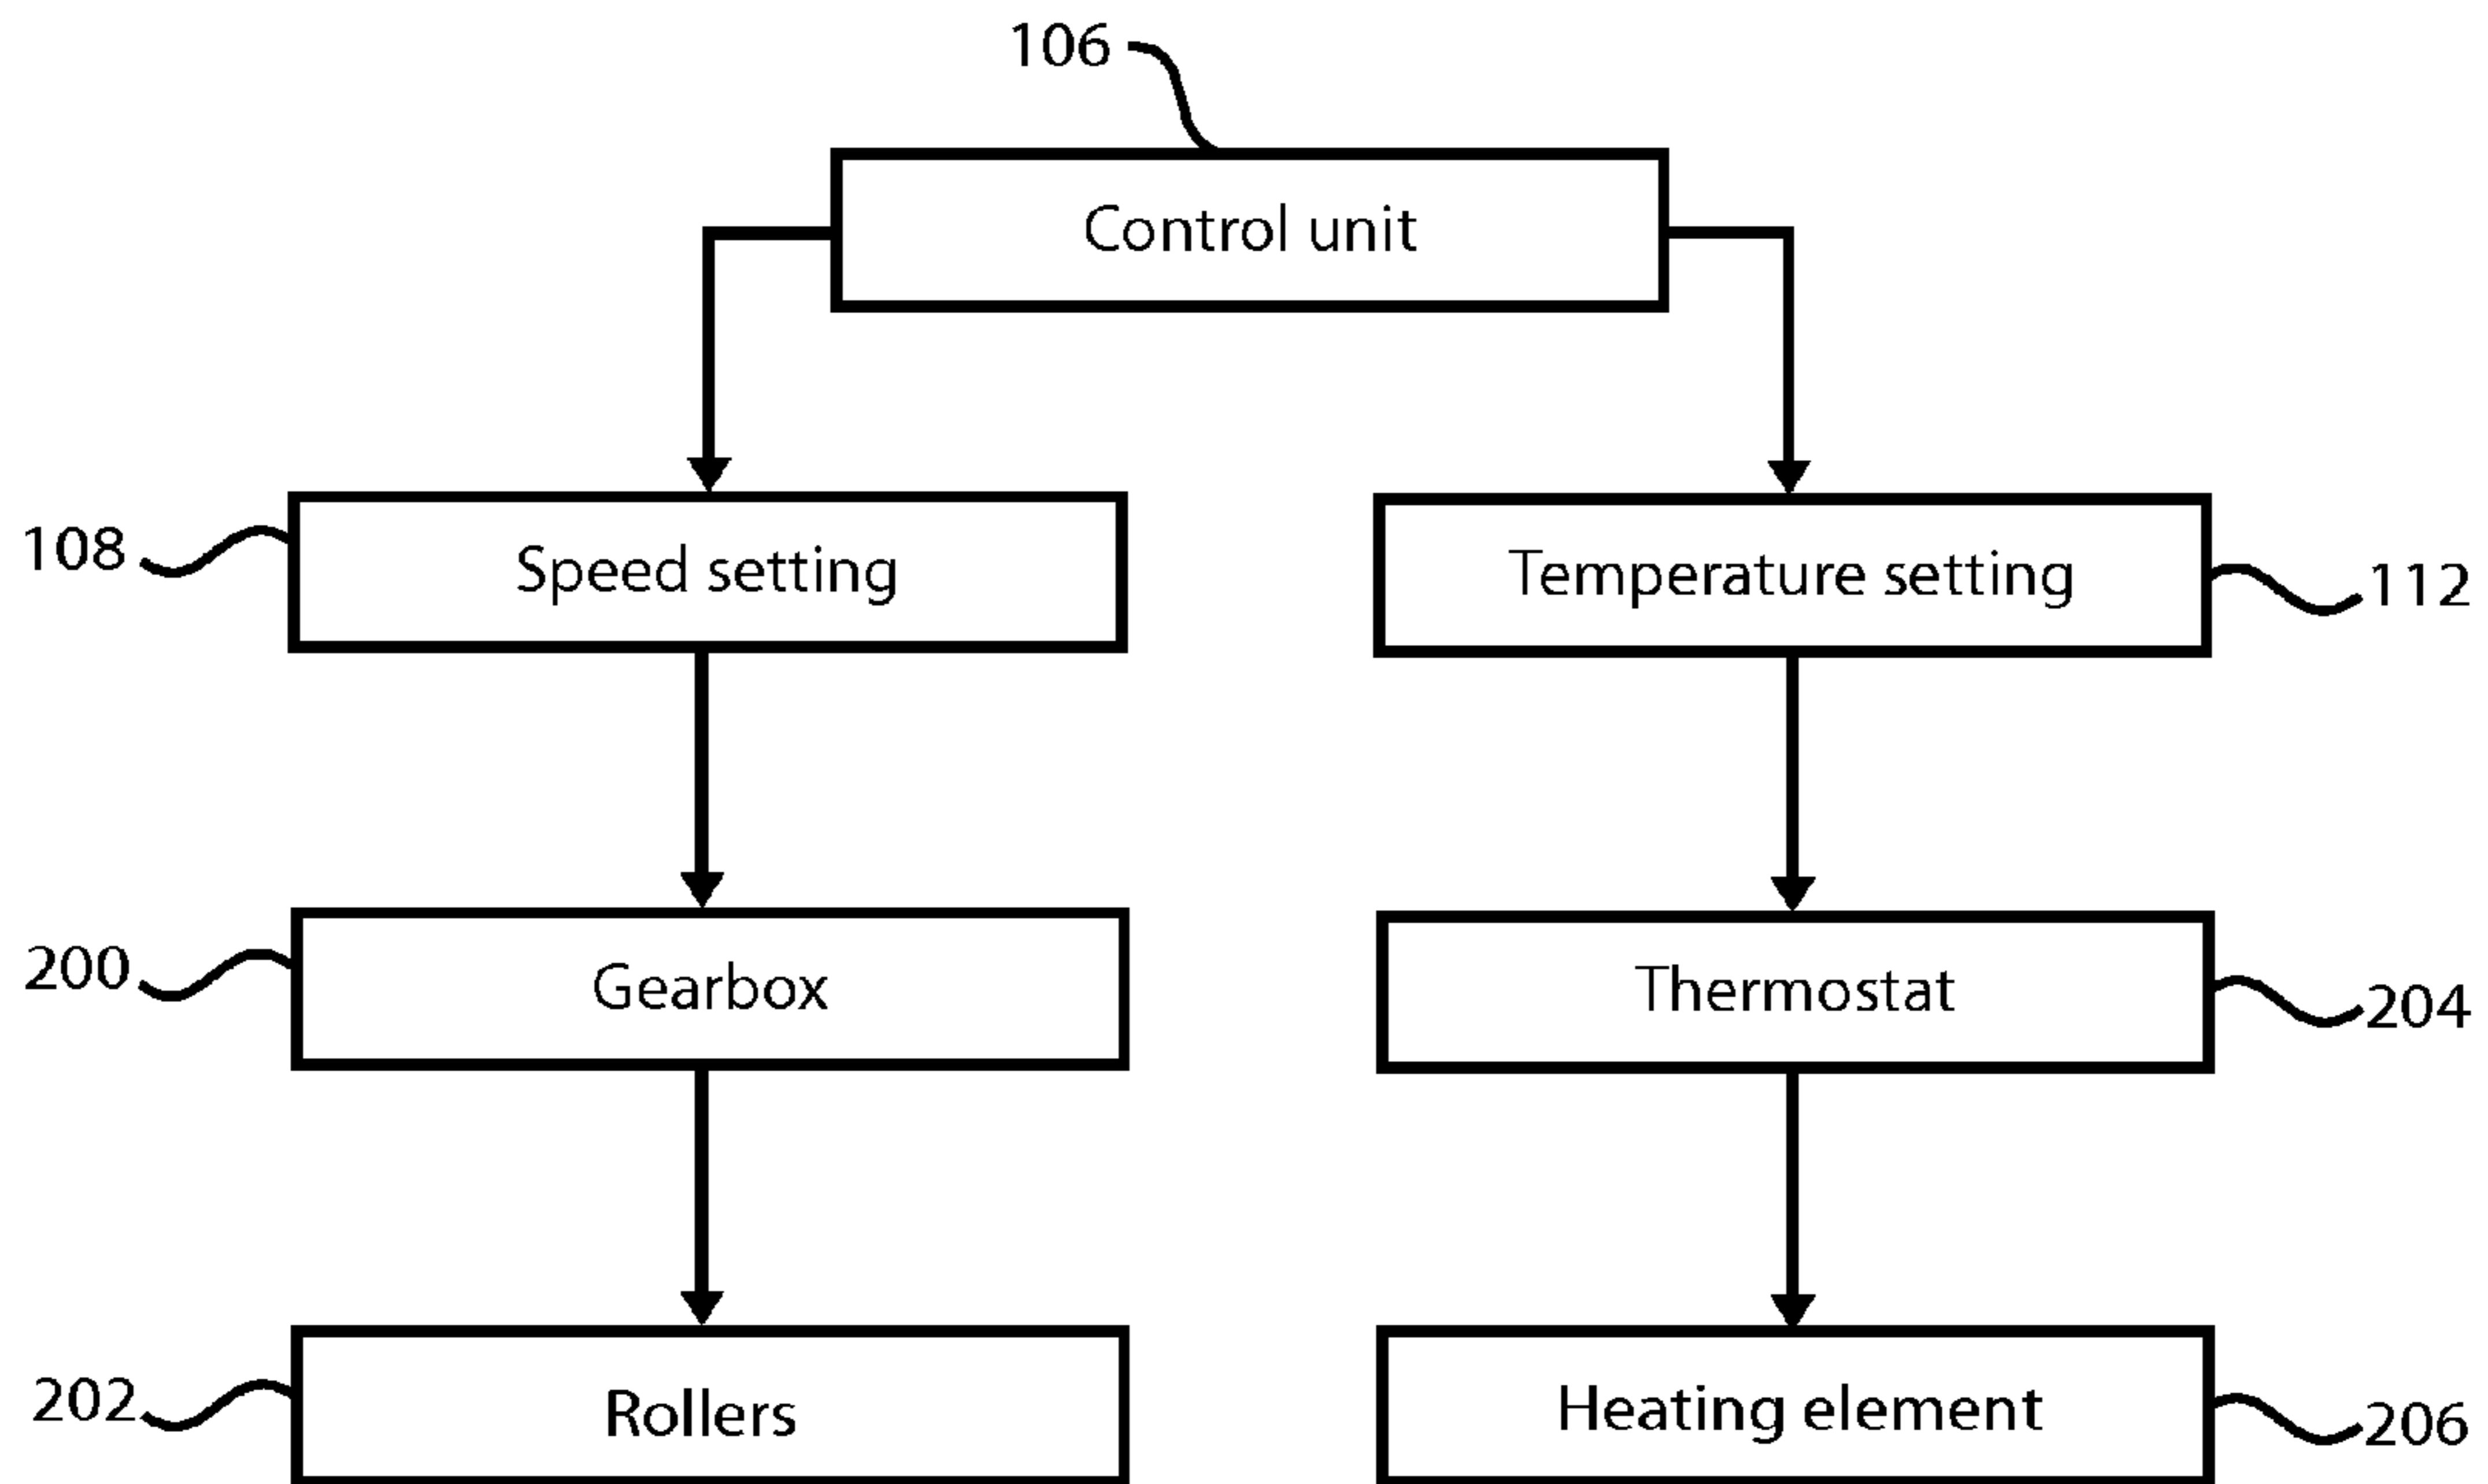 106
Control unit
108
Speed setting
Temperature setting
112
200
Gearbox
Thermostat
204
202
Rollers
Heating element
206